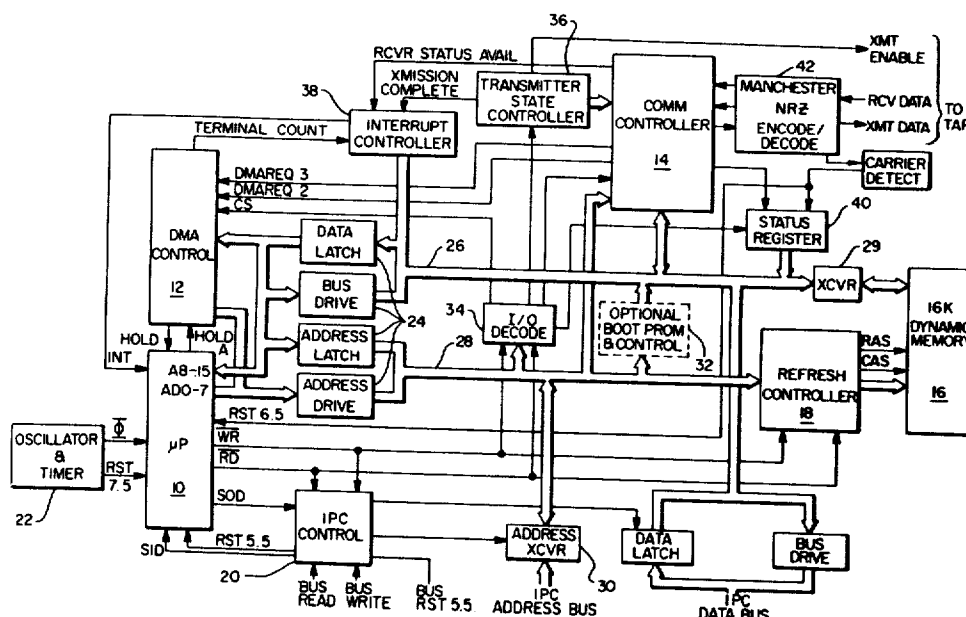 36
XMT
ENABLE
RCVR STATUS AVAIL
XMISSION
COMPLETE
TRANSMITTER
STATE
CONTROLLER
COMM
CONTROLLER
14
42
MANCHESTER
NRZ
ENCODE/
DECODE
RCV DATA
XMT DATA
TO
TAP
38
INTERRUPT
CONTROLLER
TERMINAL COUNT
CARRIER
DETECT
DMAREQ 3
DMAREQ 2
CS
DMA
CONTROL
12
DATA
LATCH
26
STATUS
REGISTER
40
29
XCVR
BUS
DRIVE
24
34
I/O
DECODE
OPTIONAL
BOOT PROM
& CONTROL
32
16K
DYNAMIC
MEMORY
16
HOLD
HOLD
A
INT
ADDRESS
LATCH
28
RAS
CAS
REFRESH
CONTROLLER
18
A8-15
ADO-7
ADDRESS
DRIVE
RST 6.5
WR
RD
OSCILLATOR
&
TIMER
22
Φ
RST
7.5
μP
10
SOD
SID
RST 5.5
IPC
CONTROL
20
ADDRESS
XCVR
30
DATA
LATCH
BUS
DRIVE
BUS
READ
BUS
WRITE
BUS
RST 5.5
IPC
ADDRESS BUS
IPC
DATA BUS